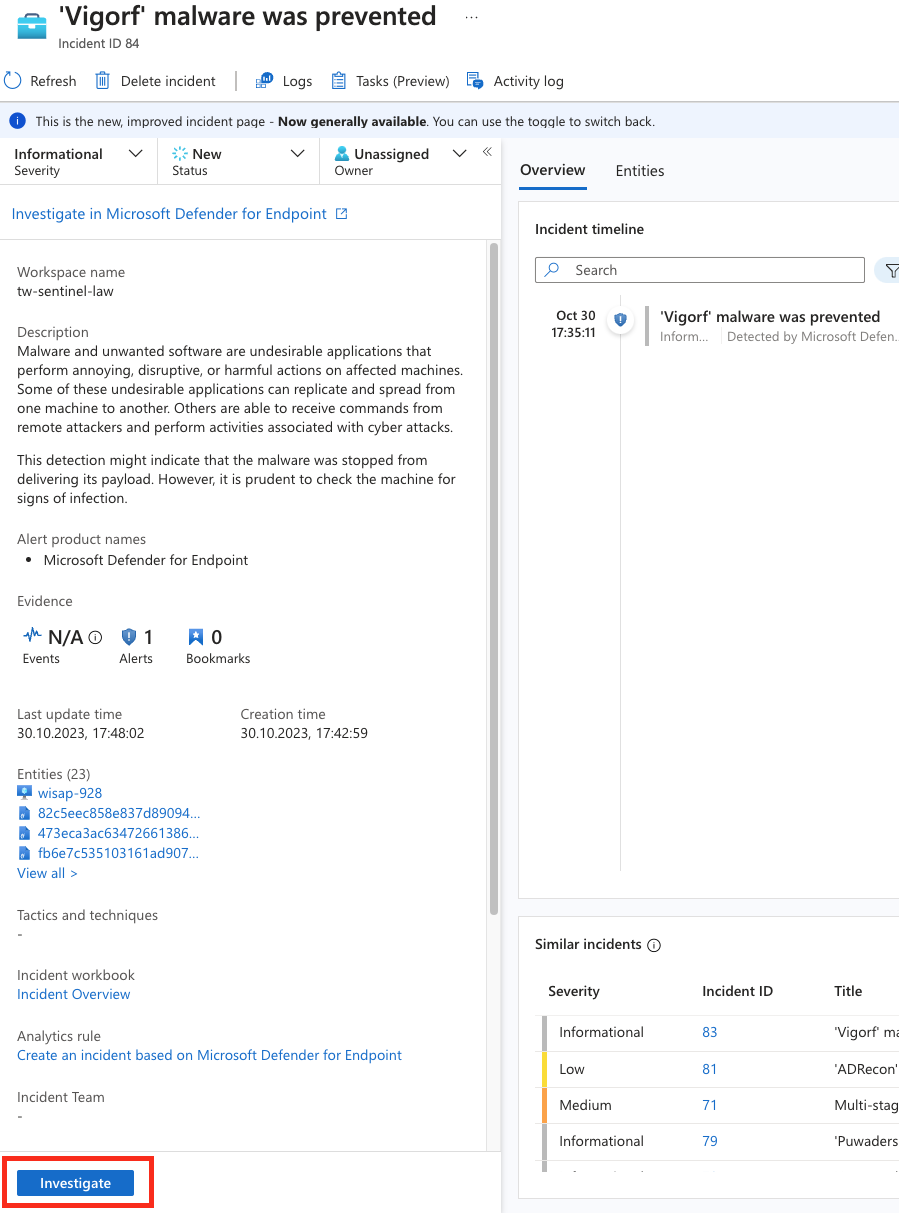 'Vigorf' malware was prevented ...
Incident ID 84
Refresh Delete incident Logs Tasks (Preview) Activity log
This is the new, improved incident page - Now generally available. You can use the toggle to switch back.
Informational New Unassigned
Severity Status Owner
Investigate in Microsoft Defender for Endpoint
Workspace name
tw-sentinel-law
Description
Malware and unwanted software are undesirable applications that
perform annoying, disruptive, or harmful actions on affected machines.
Some of these undesirable applications can replicate and spread from
one machine to another. Others are able to receive commands from
remote attackers and perform activities associated with cyber attacks.
This detection might indicate that the malware was stopped from
delivering its payload. However, it is prudent to check the machine for
signs of infection.
Alert product names
• Microsoft Defender for Endpoint
Evidence
N/A 1 0
Events Alerts Bookmarks
Last update time Creation time
30.10.2023, 17:48:02 30.10.2023, 17:42:59
Entities (23)
wisap-928
82c5eec858e837d89094...
473eca3ac63472661386...
fb6e7c535103161ad907...
View all >
Tactics and techniques
-
Incident workbook
Incident Overview
Analytics rule
Create an incident based on Microsoft Defender for Endpoint
Incident Team
-
Investigate
Overview Entities
Incident timeline
Search
Oct 30 'Vigorf' malware was prevented
17:35:11 Inform... Detected by Microsoft Defen...
Similar incidents
Severity Incident ID Title
Informational 83 'Vigorf' ma
Low 81 'ADRecon'
Medium 71 Multi-stag
Informational 79 'Puwaders